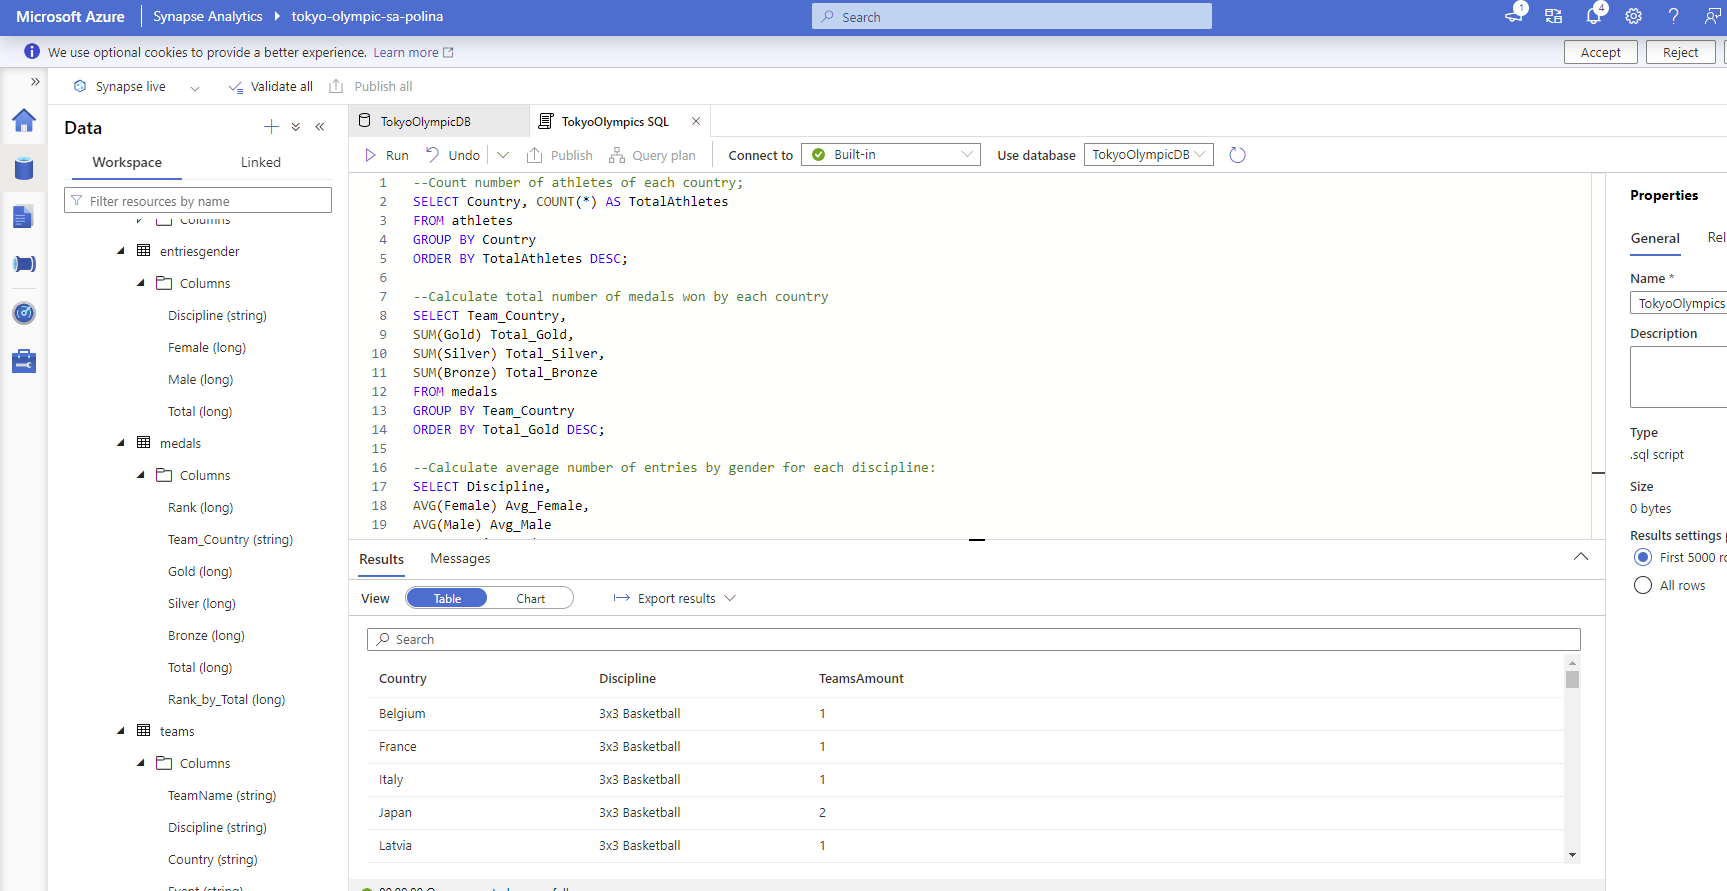 Microsoft Azure
Synapse Analytics
tokyo-olympic-sa-polina
Search
1
4
We use optional cookies to provide a better experience. Learn more
Accept
Reject
Synapse live
Validate all
Publish all
Data
Workspace
Linked
Filter resources by name
Columns
entriesgender
Columns
Discipline (string)
Female (long)
Male (long)
Total (long)
medals
Columns
Rank (long)
Team_Country (string)
Gold (long)
Silver (long)
Bronze (long)
Total (long)
Rank_by_Total (long)
teams
Columns
TeamName (string)
Discipline (string)
Country (string)
Event (string)
TokyoOlympicDB
TokyoOlympics SQL
Run
Undo
Publish
Query plan
Connect to
Built-in
Use database
TokyoOlympicDB
1 --Count number of athletes of each country;
2 SELECT Country, COUNT(*) AS TotalAthletes
3 FROM athletes
4 GROUP BY Country
5 ORDER BY TotalAthletes DESC;
6
7 --Calculate total number of medals won by each country
8 SELECT Team_Country,
9 SUM(Gold) Total_Gold,
10 SUM(Silver) Total_Silver,
11 SUM(Bronze) Total_Bronze
12 FROM medals
13 GROUP BY Team_Country
14 ORDER BY Total_Gold DESC;
15
16 --Calculate average number of entries by gender for each discipline:
17 SELECT Discipline,
18 AVG(Female) Avg_Female,
19 AVG(Male) Avg_Male
Results
Messages
View
Table
Chart
Export results
Search
Country Discipline TeamsAmount
Belgium 3x3 Basketball 1
France 3x3 Basketball 1
Italy 3x3 Basketball 1
Japan 3x3 Basketball 2
Latvia 3x3 Basketball 1
Properties
General
Rel
Name *
TokyoOlympics
Description
Type
.sql script
Size
0 bytes
Results settings
First 5000 ro
All rows